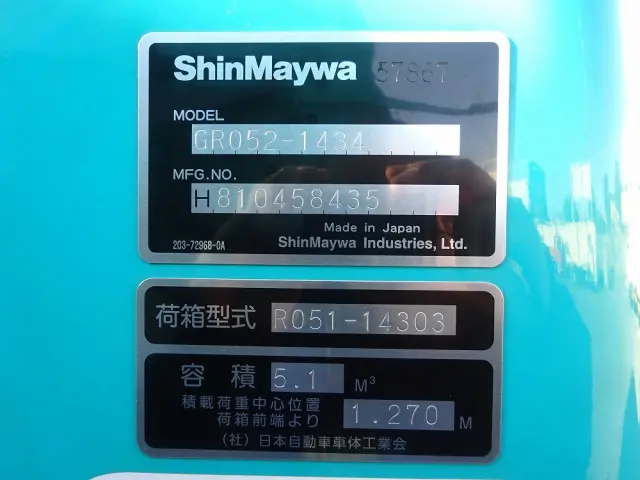 ShinMaywa 57867
MODEL
GR052-1434
MFG.NO.
H810458435
Made in Japan
203-7296B-0A ShinMaywa Industries, Ltd.
荷箱型式 R051-14303
容積 5.1 M³
積載荷重中心位置
荷箱前端より 1.270 M
(社)日本自動車車体工業会